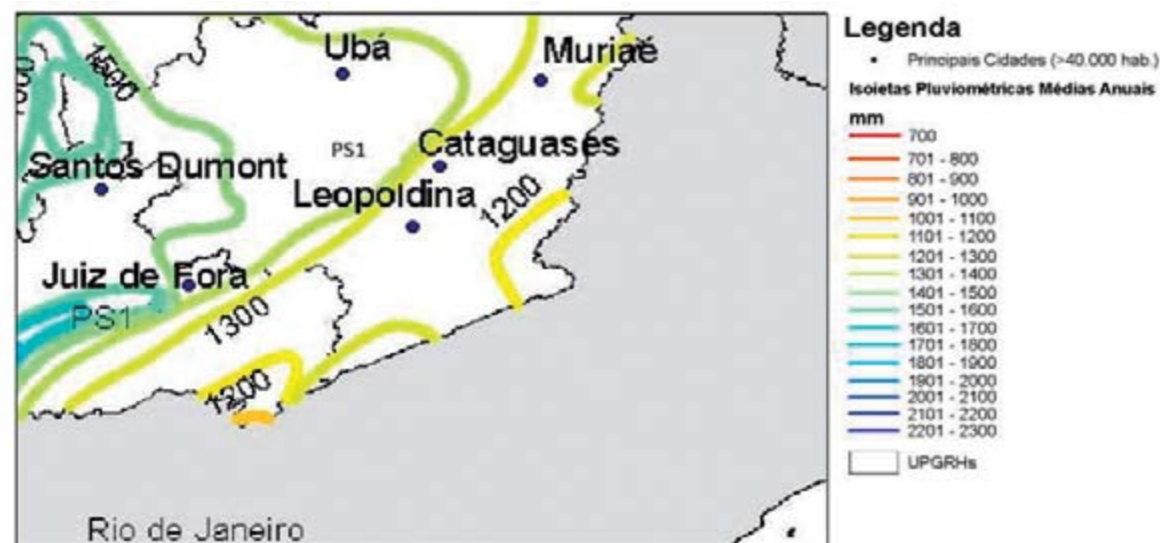 Ubá
Muriaé
1500
PS1
Cataguases
Santos Dumont
Leopoldina
1200
Juiz de Fora
PS1
1300
1200
Rio de Janeiro
Legenda
Principais Cidades (>40.000 hab.)
Isoietas Pluviométricas Médias Anuais
mm
700
701 - 800
801 - 900
901 - 1000
1001 - 1100
1101 - 1200
1201 - 1300
1301 - 1400
1401 - 1500
1501 - 1600
1601 - 1700
1701 - 1800
1801 - 1900
1901 - 2000
2001 - 2100
2101 - 2200
2201 - 2300
UPGRHs